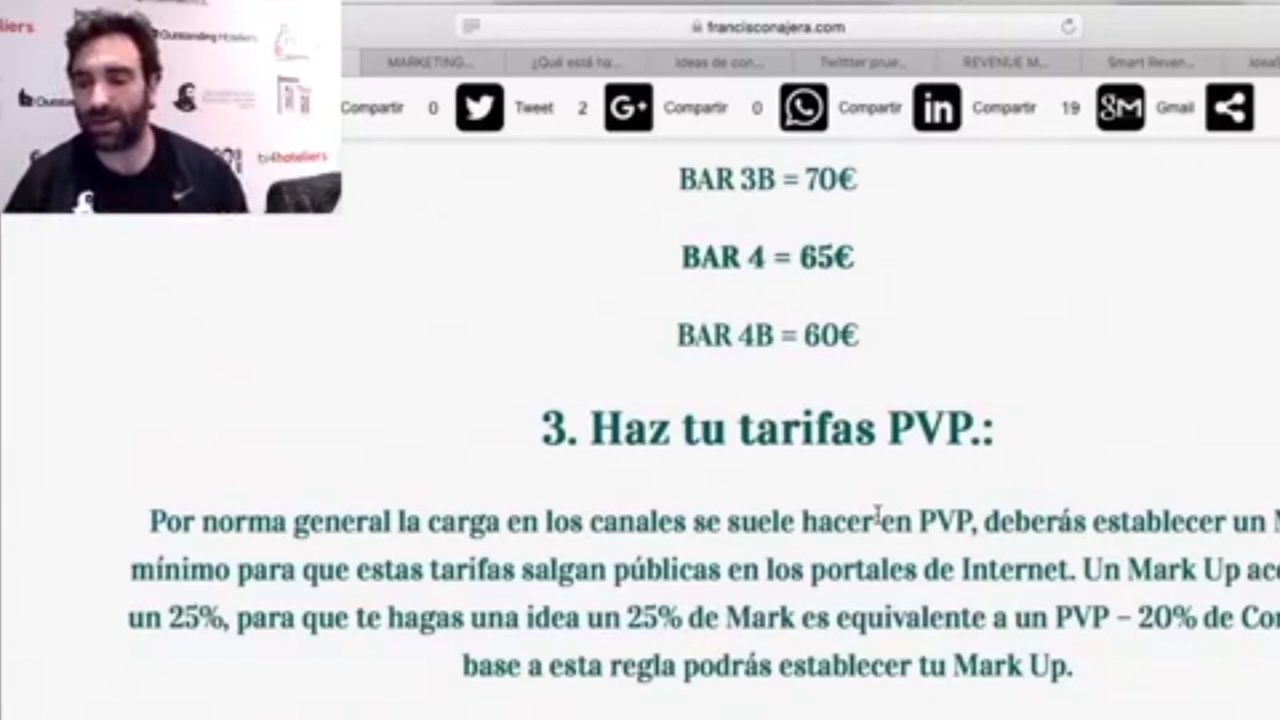 francisconajera.com
MARKETING...
¿Qué está ha...
Ideas de con...
Twitter prue...
REVENUE M...
Smart Reven...
Compartir 0 Tweet 2 G+ Compartir 0 Compartir in Compartir 19 Gmail
liers
Outstanding Hoteliers
tv4hoteliers
BAR 3B = 70€
BAR 4 = 65€
BAR 4B = 60€
3. Haz tu tarifas PVP.:
Por norma general la carga en los canales se suele hacer en PVP, deberás establecer un
mínimo para que estas tarifas salgan públicas en los portales de Internet. Un Mark Up
un 25%, para que te hagas una idea un 25% de Mark es equivalente a un PVP – 20% de
base a esta regla podrás establecer tu Mark Up.